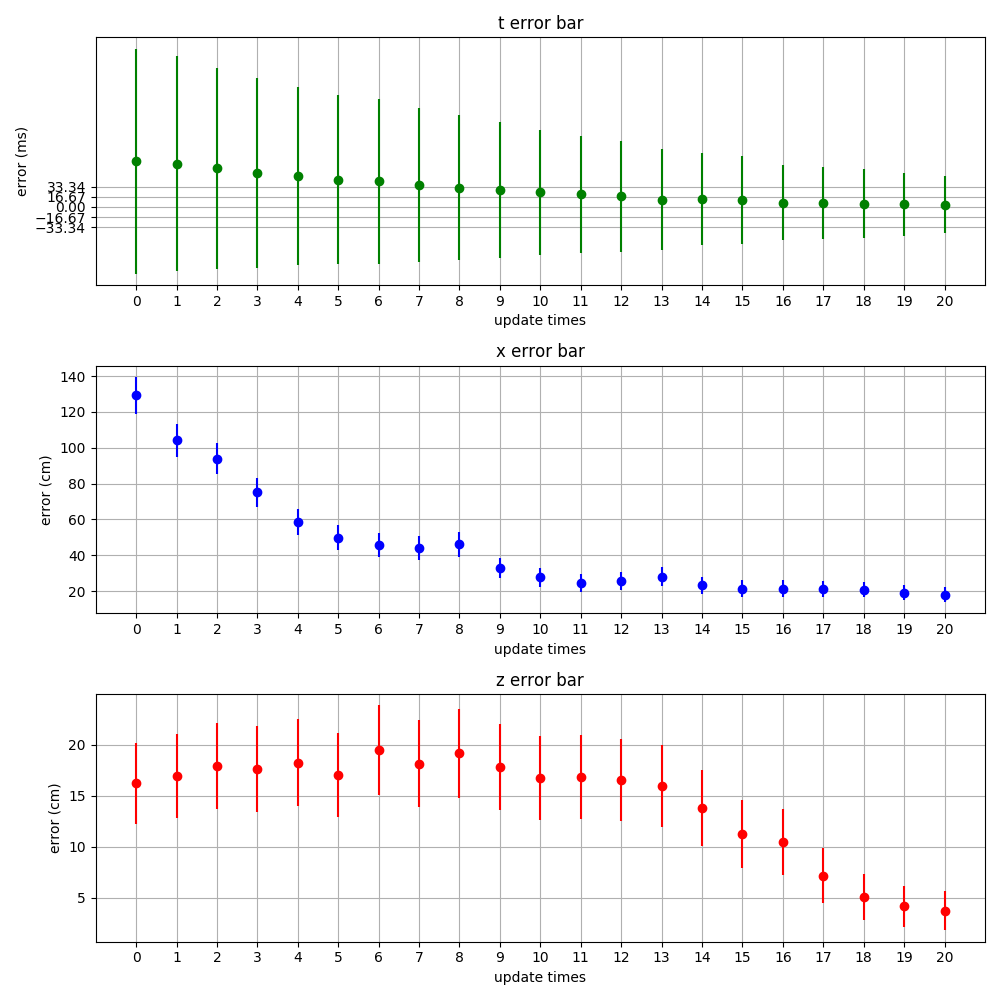 t error bar
error (ms)
33.34
16.67
0.00
−16.67
−33.34
0 1 2 3 4 5 6 7 8 9 10 11 12 13 14 15 16 17 18 19 20
update times
x error bar
error (cm)
140
120
100
80
60
40
20
0 1 2 3 4 5 6 7 8 9 10 11 12 13 14 15 16 17 18 19 20
update times
z error bar
error (cm)
20
15
10
5
0 1 2 3 4 5 6 7 8 9 10 11 12 13 14 15 16 17 18 19 20
update times